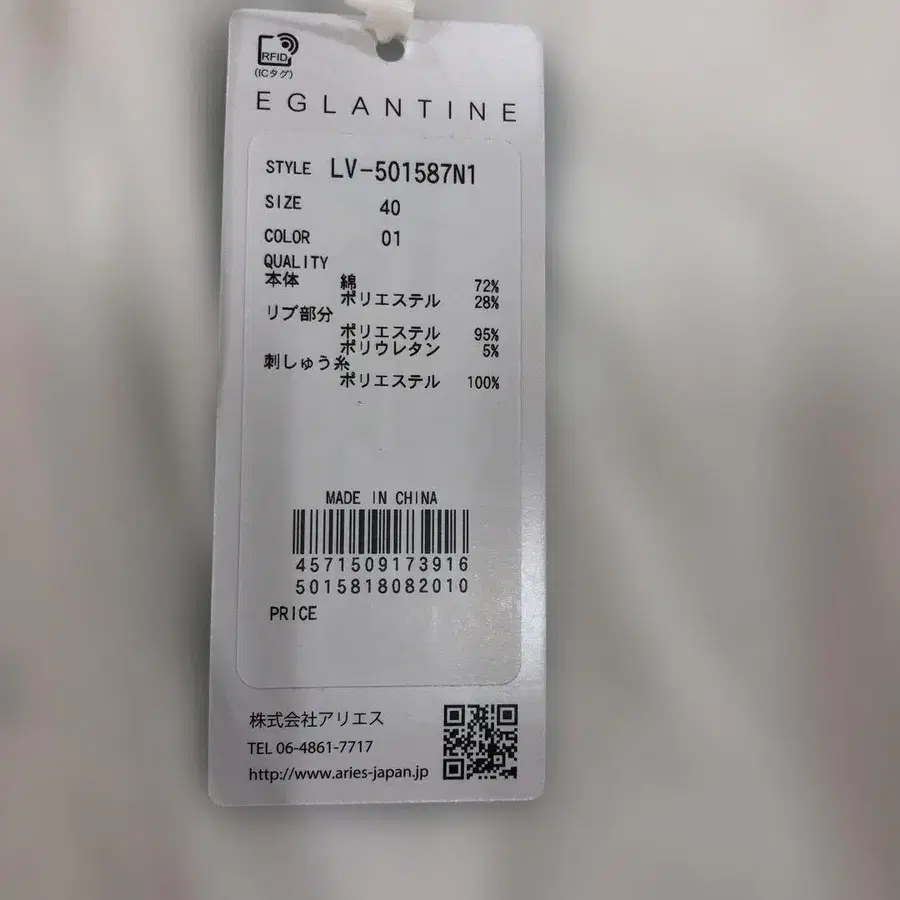 RFID
(ICタグ)
EGLANTINE
STYLE LV-501587N1
SIZE 40
COLOR 01
QUALITY
本体 綿 72%
ポリエステル 28%
リブ部分
ポリエステル 95%
ポリウレタン 5%
刺しゅう糸
ポリエステル 100%
MADE IN CHINA
4571509173916
5015818082010
PRICE
株式会社アリエス
TEL 06-4861-7717
http://www.aries-japan.jp